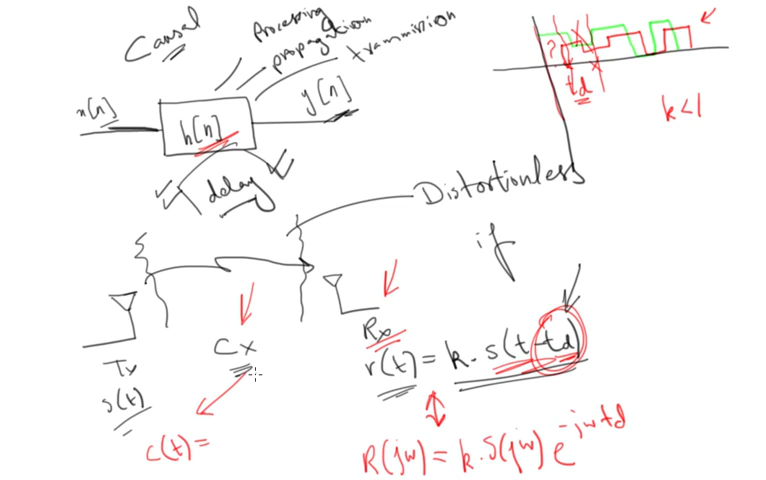 Causal
Processing
propagation
transmission
x[n]
h[n]
y[n]
delay
?
td
k<1
Distortionless
if
Tx
s(t)
Cx
Rx
r(t) = k. s(t-td)
c(t) =
R(jw) = k. S(jw) e^-jwtd